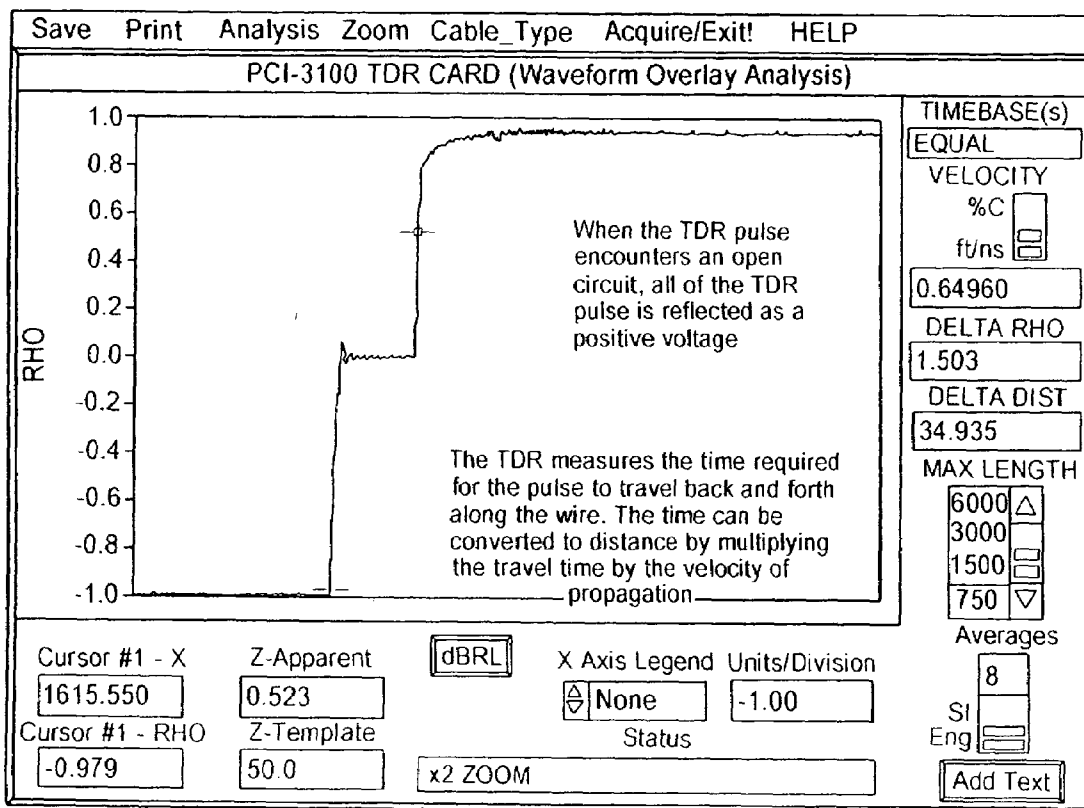 Save Print Analysis Zoom Cable_Type Acquire/Exit! HELP
PCI-3100 TDR CARD (Waveform Overlay Analysis)
1.0
0.8
0.6
0.4
0.2
0.0
-0.2
-0.4
-0.6
-0.8
-1.0
RHO
When the TDR pulse
encounters an open
circuit, all of the TDR
pulse is reflected as a
positive voltage
The TDR measures the time required
for the pulse to travel back and forth
along the wire. The time can be
converted to distance by multiplying
the travel time by the velocity of
propagation
TIMEBASE(s)
EQUAL
VELOCITY
%C
ft/ns
0.64960
DELTA RHO
1.503
DELTA DIST
34.935
MAX LENGTH
6000
3000
1500
750
Averages
8
SI
Eng
Add Text
Cursor #1 - X
1615.550
Cursor #1 - RHO
-0.979
Z-Apparent
0.523
Z-Template
50.0
dBRL
X Axis Legend
None
Units/Division
-1.00
Status
x2 ZOOM